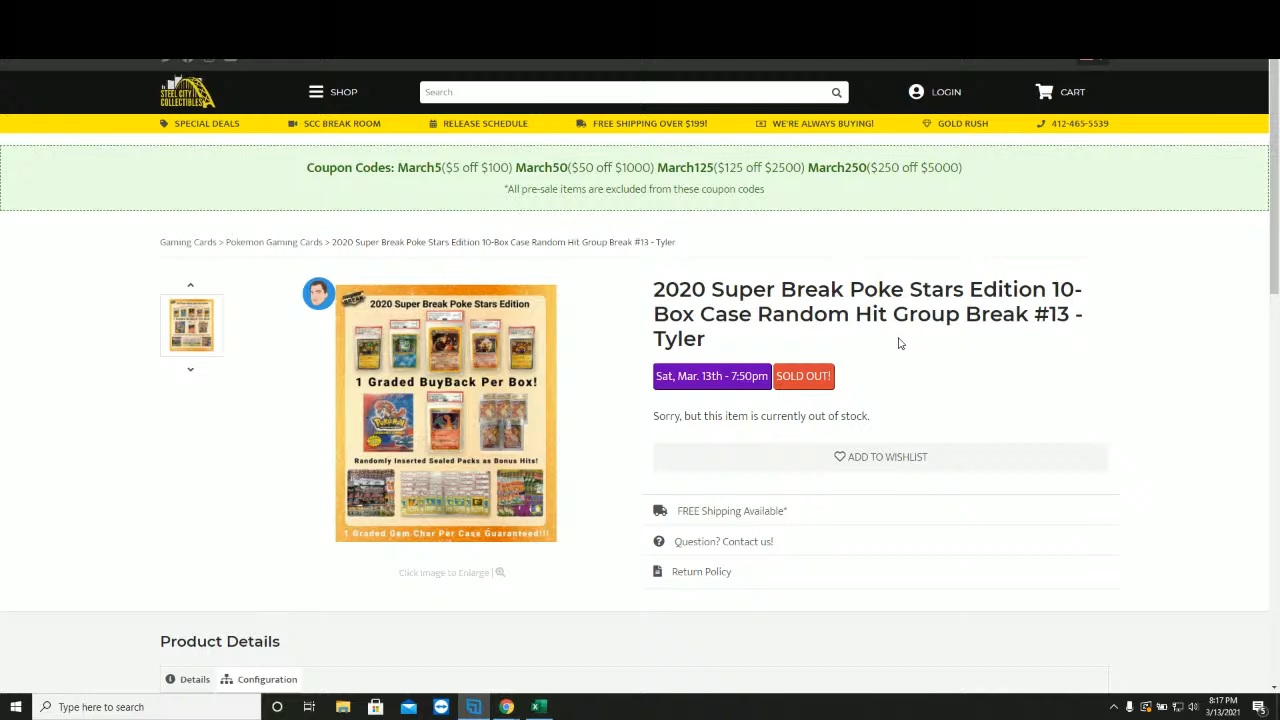 STEEL CITY
COLLECTIBLES
SHOP
Search
LOGIN
CART
SPECIAL DEALS
SCC BREAK ROOM
RELEASE SCHEDULE
FREE SHIPPING OVER $199!
WE'RE ALWAYS BUYING!
GOLD RUSH
412-465-5539
Coupon Codes: March5($5 off $100) March50($50 off $1000) March125($125 off $2500) March250($250 off $5000)
*All pre-sale items are excluded from these coupon codes
Gaming Cards > Pokemon Gaming Cards > 2020 Super Break Poke Stars Edition 10-Box Case Random Hit Group Break #13 - Tyler
2020 Super Break Poke Stars Edition
1 Graded BuyBack Per Box!
Pokemon
Randomly Inserted Sealed Packs as Bonus Hits!
1 Graded Gem Char Per Case Guaranteed!!!
Click Image to Enlarge |
2020 Super Break Poke Stars Edition 10-
Box Case Random Hit Group Break #13 -
Tyler
Sat, Mar. 13th - 7:50pm
SOLD OUT!
Sorry, but this item is currently out of stock.
ADD TO WISHLIST
FREE Shipping Available*
Question? Contact us!
Return Policy
Product Details
Details
Configuration
Type here to search
8:17 PM
3/13/2021
5